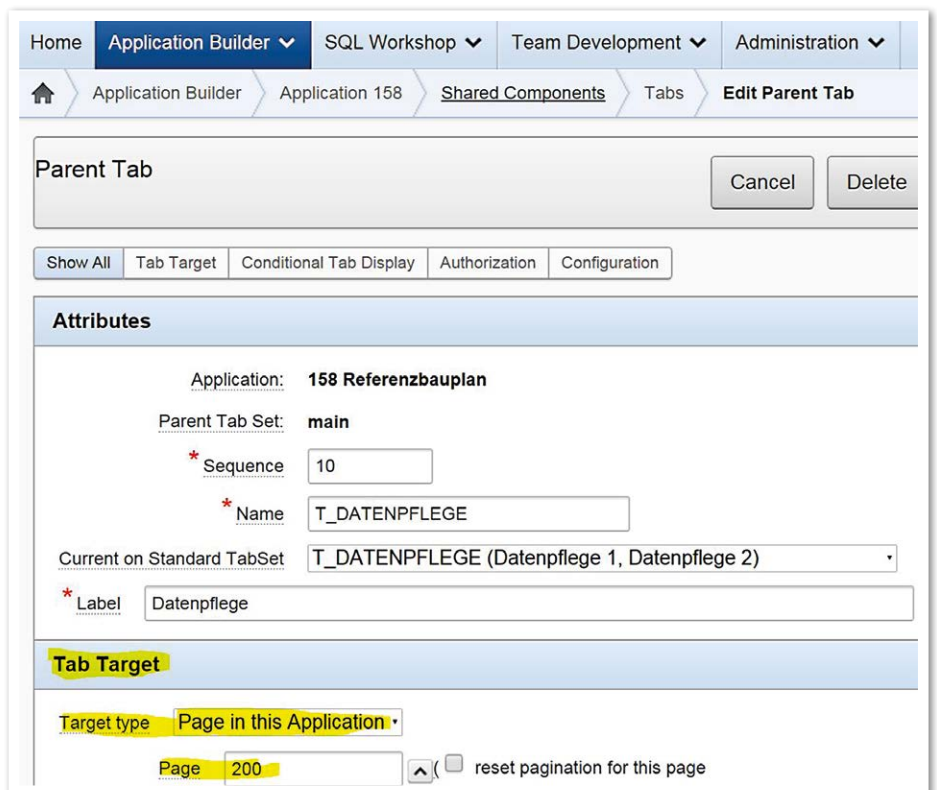 Home Application Builder SQL Workshop Team Development Administration
Application Builder Application 158 Shared Components Tabs Edit Parent Tab
Parent Tab
Cancel Delete
Show All Tab Target Conditional Tab Display Authorization Configuration
Attributes
Application: 158 Referenzbauplan
Parent Tab Set: main
* Sequence 10
* Name T_DATENPFLEGE
Current on Standard TabSet T_DATENPFLEGE (Datenpflege 1, Datenpflege 2)
* Label Datenpflege
Tab Target
Target type Page in this Application
Page 200 ( reset pagination for this page